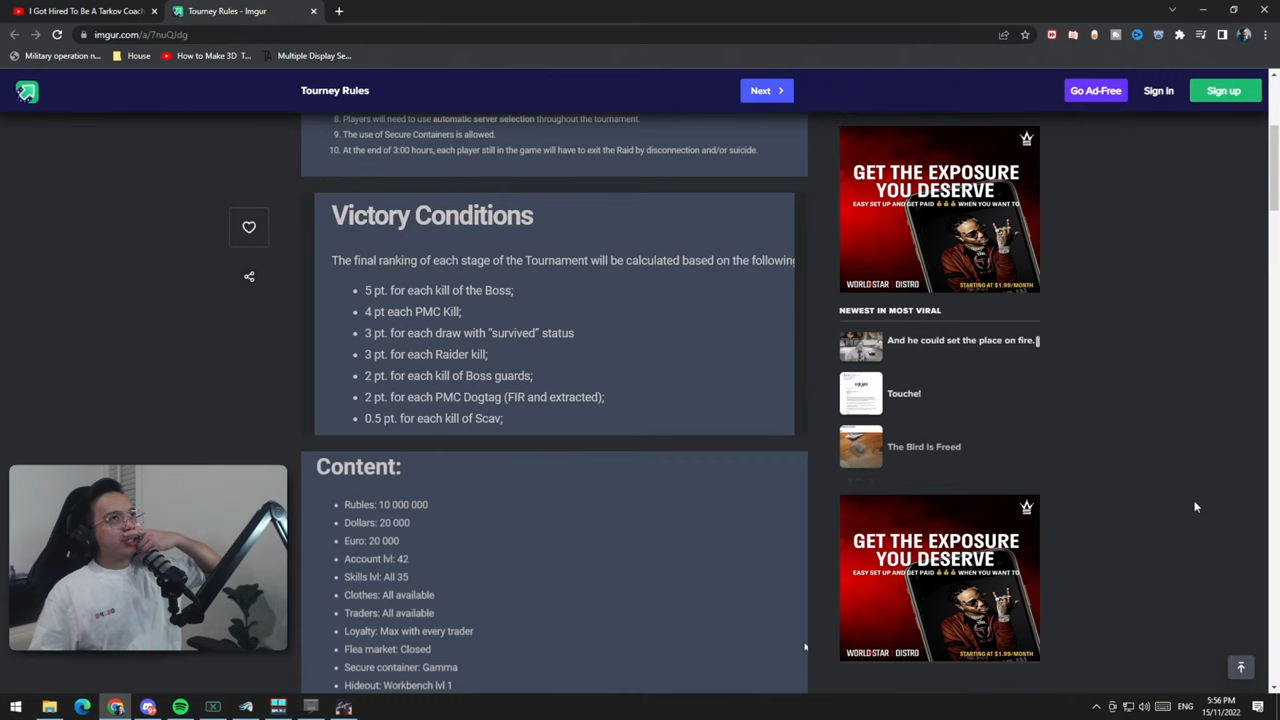 I Got Hired To Be A Tarkov Coac
Tourney Rules - Imgur
imgur.com/a/7nuQJdg
Military operation n...
House
How to Make 3D T...
Multiple Display Se...
Tourney Rules
Next
Go Ad-Free
Sign in
Sign up
8. Players will need to use automatic server selection throughout the tournament.
9. The use of Secure Containers is allowed.
10. At the end of 3:00 hours, each player still in the game will have to exit the Raid by disconnection and/or suicide.
Victory Conditions
The final ranking of each stage of the Tournament will be calculated based on the following
5 pt. for each kill of the Boss;
4 pt each PMC Kill;
3 pt. for each draw with "survived" status
3 pt. for each Raider kill;
2 pt. for each kill of Boss guards;
2 pt. for each PMC Dogtag (FIR and extracted);
0.5 pt. for each kill of Scav;
Content:
Rubles: 10 000 000
Dollars: 20 000
Euro: 20 000
Account lvl: 42
Skills lvl: All 35
Clothes: All available
Traders: All available
Loyalty: Max with every trader
Flea market: Closed
Secure container: Gamma
Hideout: Workbench lvl 1
GET THE EXPOSURE
YOU DESERVE
EASY SET UP AND GET PAID WHEN YOU WANT TO
WORLDSTAR DISTRO
STARTING AT $1.99/MONTH
NEWEST IN MOST VIRAL
And he could set the place on fire.
Touche!
The Bird Is Freed
GET THE EXPOSURE
YOU DESERVE
EASY SET UP AND GET PAID WHEN YOU WANT TO
WORLDSTAR DISTRO
STARTING AT $1.99/MONTH
ENG
5:56 PM
15/11/2022